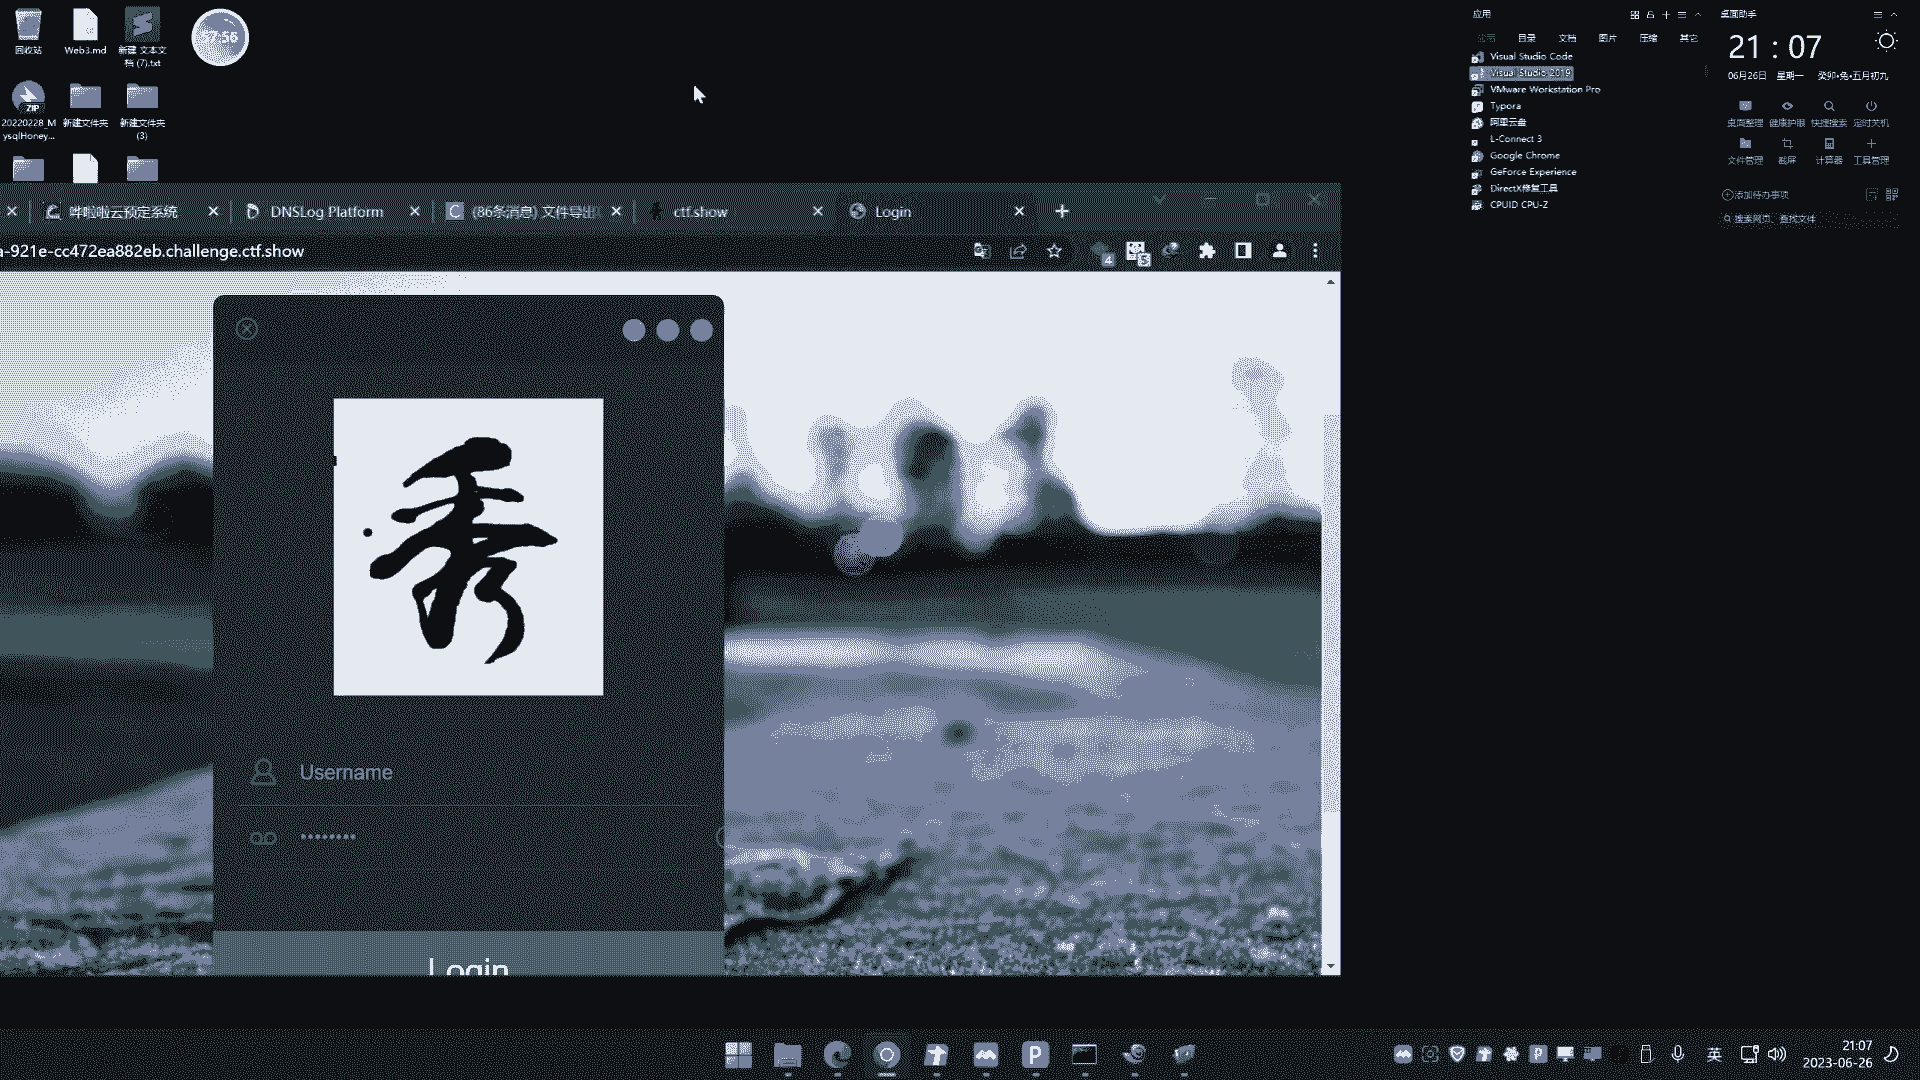 回收站
Web3.md
新建 文本文
档 (7).txt
57:56
ZIP
20220228_M
ysqlHoney...
新建文件夹
新建文件夹
(3)
应用
目录
文档
图片
压缩
其它
Visual Studio Code
Visual Studio 2019
VMware Workstation Pro
Typora
阿里云盘
L-Connect 3
Google Chrome
GeForce Experience
DirectX修复工具
CPUID CPU-Z
桌面助手
21 : 07
06月26日 星期一 癸卯•兔•五月初九
桌面整理 健康护眼 快捷搜索 定时关机
文件管理 截屏 计算器 工具管理
添加待办事项
搜索网页、查找文件
哗啦啦云预定系统
DNSLog Platform
(86条消息) 文件导出
ctf.show
Login
a-921e-cc472ea882eb.challenge.ctf.show
4
5
秀
Username
Login
英
21:07
2023-06-26